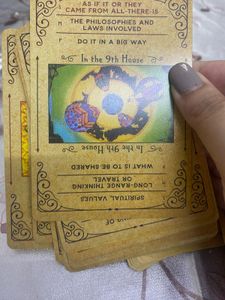 AS IF IT OR THEY
CAME FROM ALL-THERE-IS
THE PHILOSOPHIES AND
LAWS INVOLVED
DO IT IN A BIG WAY
In the 9th House
In the 9th House
WHAT IS TO BE SHARED
LONG-RANGE THINKING
OR TRAVEL
SPIRITUAL VALUES